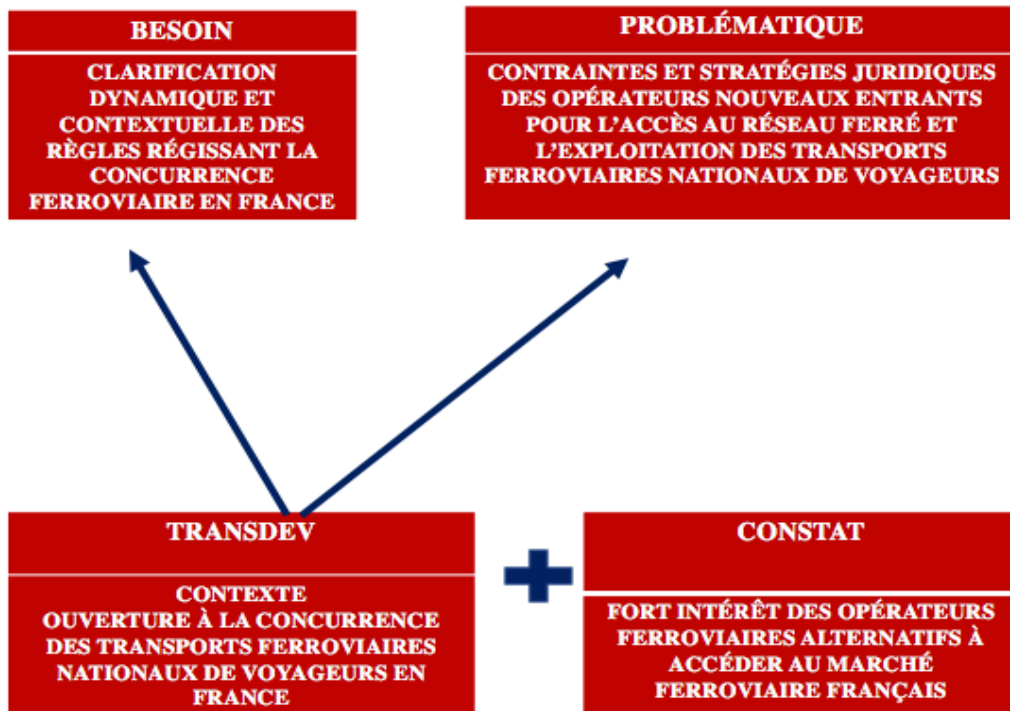 BESOIN
CLARIFICATION
DYNAMIQUE ET
CONTEXTUELLE DES
RÈGLES RÉGISSANT LA
CONCURRENCE
FERROVIAIRE EN FRANCE
PROBLÉMATIQUE
CONTRAINTES ET STRATÉGIES JURIDIQUES
DES OPÉRATEURS NOUVEAUX ENTRANTS
POUR L'ACCÈS AU RÉSEAU FERRÉ ET
L'EXPLOITATION DES TRANSPORTS
FERROVIAIRES NATIONAUX DE VOYAGEURS
TRANSDEV
CONTEXTE
OUVERTURE À LA CONCURRENCE
DES TRANSPORTS FERROVIAIRES
NATIONAUX DE VOYAGEURS EN
FRANCE
CONSTAT
FORT INTÉRÊT DES OPÉRATEURS
FERROVIAIRES ALTERNATIFS À
ACCÉDER AU MARCHÉ
FERROVIAIRE FRANÇAIS